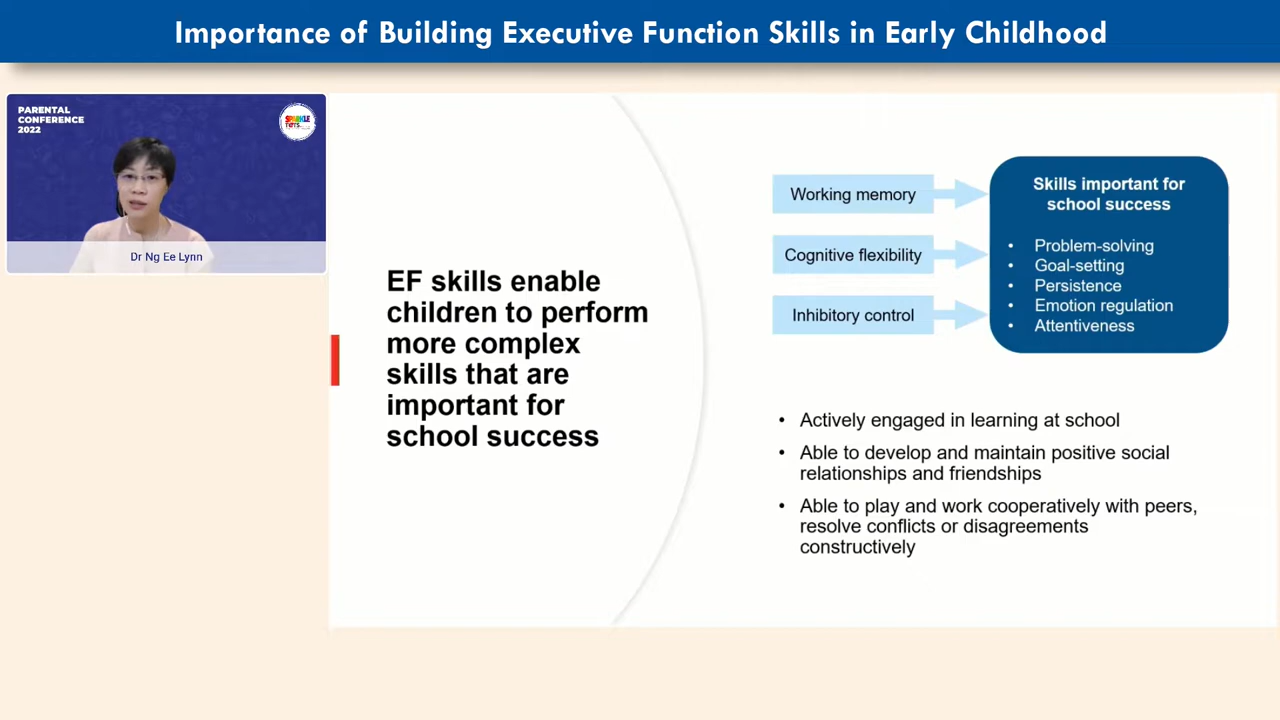 Importance of Building Executive Function Skills in Early Childhood
PARENTAL
CONFERENCE
2022
SPARKLE
TOTS
Dr Ng Ee Lynn
EF skills enable
children to perform
more complex
skills that are
important for
school success
Working memory
Cognitive flexibility
Inhibitory control
Skills important for
school success
• Problem-solving
• Goal-setting
• Persistence
• Emotion regulation
• Attentiveness
• Actively engaged in learning at school
• Able to develop and maintain positive social
relationships and friendships
• Able to play and work cooperatively with peers,
resolve conflicts or disagreements
constructively